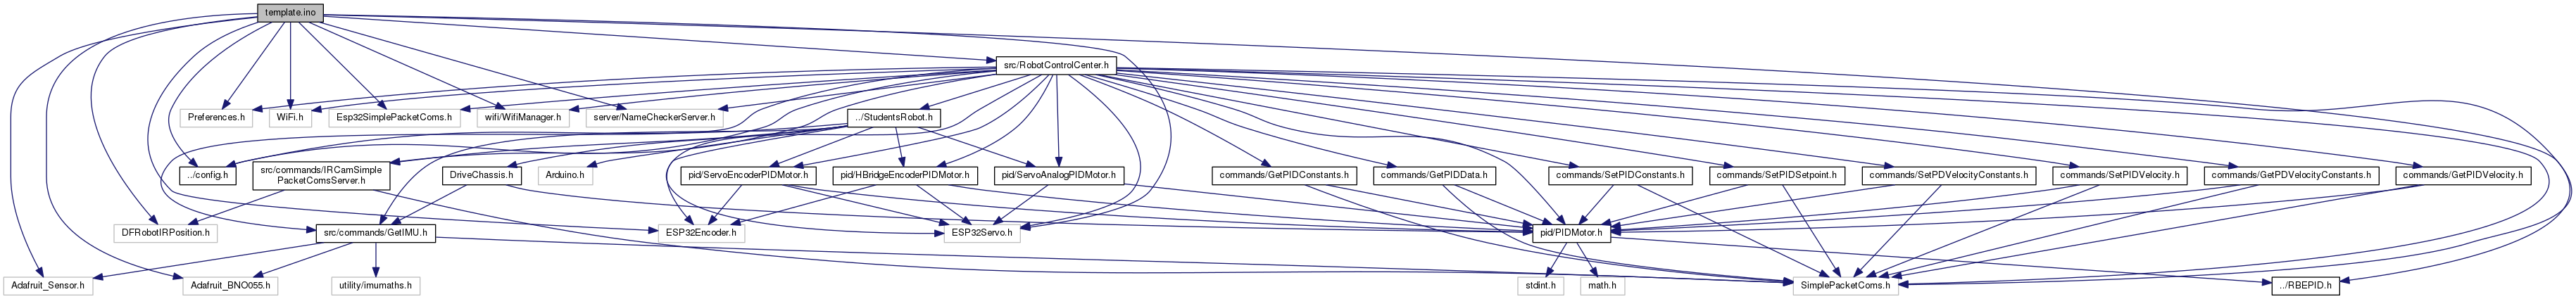 template.ino
src/RobotControlCenter.h
Preferences.h
WiFi.h
Esp32SimplePacketComs.h
wifi/WifiManager.h
server/NameCheckerServer.h
../StudentsRobot.h
../config.h
src/commands/IRCamSimple
PacketComsServer.h
DriveChassis.h
Arduino.h
pid/ServoEncoderPIDMotor.h
pid/HBridgeEncoderPIDMotor.h
pid/ServoAnalogPIDMotor.h
commands/GetPIDConstants.h
commands/GetPIDData.h
commands/SetPIDConstants.h
commands/SetPIDSetpoint.h
commands/SetPDVelocityConstants.h
commands/SetPIDVelocity.h
commands/GetPDVelocityConstants.h
commands/GetPIDVelocity.h
DFRobotIRPosition.h
src/commands/GetIMU.h
ESP32Encoder.h
ESP32Servo.h
pid/PIDMotor.h
Adafruit_Sensor.h
Adafruit_BNO055.h
utility/imumaths.h
stdint.h
math.h
SimplePacketComs.h
../RBEPID.h